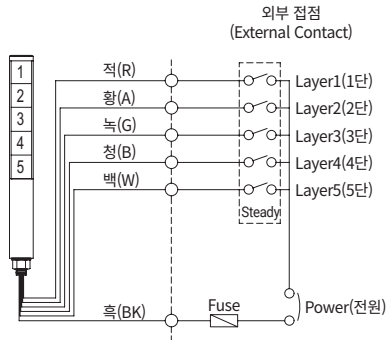 외부 접점
(External Contact)
1
2
3
4
5
적(R)
황(A)
녹(G)
청(B)
백(W)
흑(BK)
Layer1(1단)
Layer2(2단)
Layer3(3단)
Layer4(4단)
Layer5(5단)
Steady
Fuse
Power(전원)